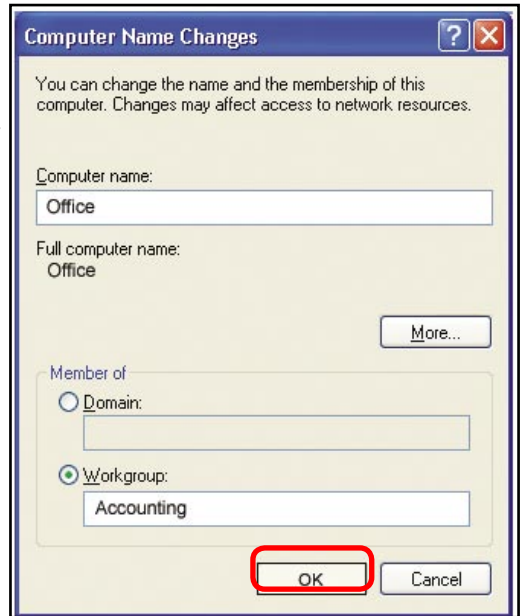 Computer Name Changes
You can change the name and the membership of this
computer. Changes may affect access to network resources.
Computer name:
Office
Full computer name:
Office
More...
Member of
Domain:
Workgroup:
Accounting
OK
Cancel